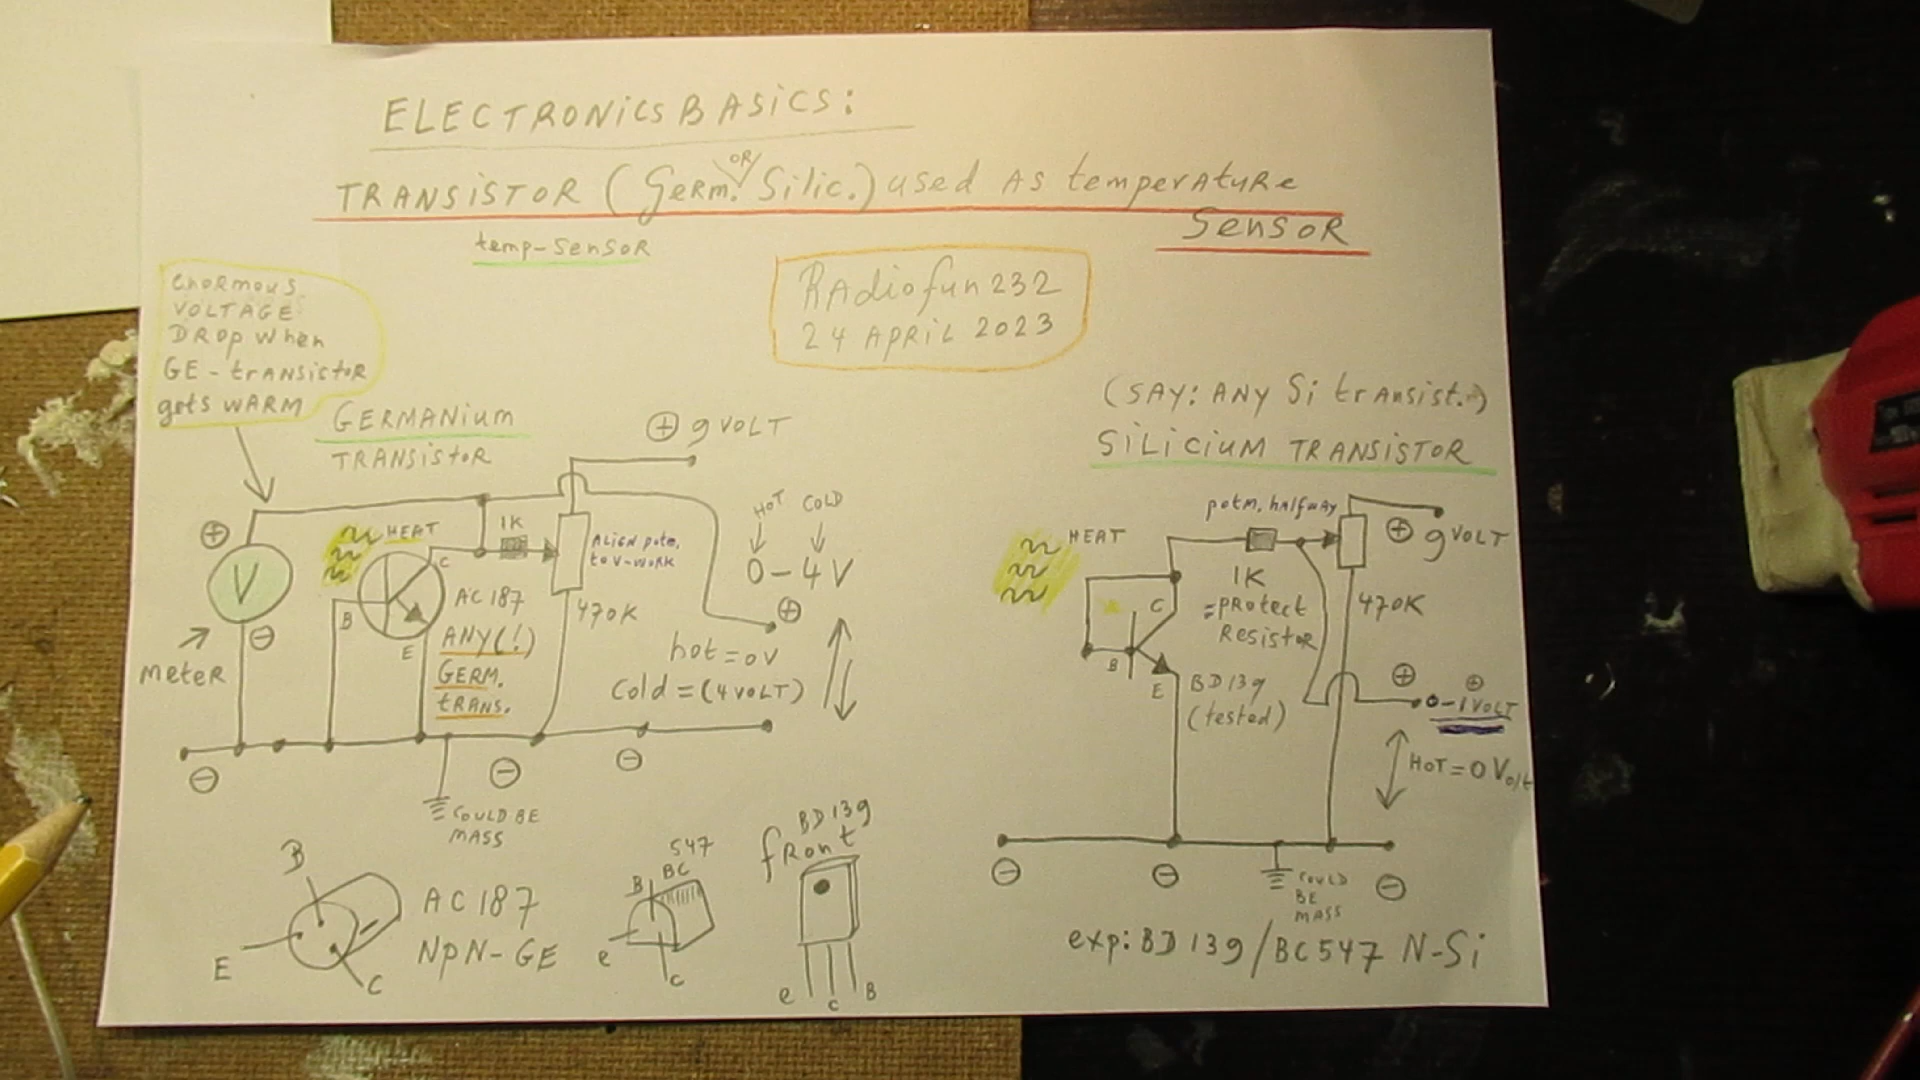 ELECTRONICS BASICS:
TRANSISTOR (GERM. OR Silic.) used AS temperAtuRe
SensoR
temp-SensoR
RAdiofun232
24 APRIL 2023
enoRmous
VOLTAGE
DROp when
GE-trANSistoR
gets WARM
GERMANIUM
TRANSistoR
+ 9 VOLT
+
V
-
meteR
HEAT
B
C
E
AC187
ANY(!)
GERM.
tRANS.
1K
ALIGN potm.
to V-WORK
470K
HOT COLD
0-4V
+
hot = 0V
Cold = (4VOLT)
-
-
-
COULD BE
MASS
(SAY: ANY Si trAnsist.)
SILICIUM TRANSISTOR
potm. halfway
+ 9 VOLT
HEAT
1K
=pRotect
ResistoR
470K
C
B
E
BD139
(tested)
+
+
0-1VOLT
HOT=0 Volt
-
-
-
COULD
BE
MASS
B
E
C
AC187
NPN-GE
547
BC
B
e
C
BD139
fRont
e
C
B
exp: BD139/BC547 N-Si